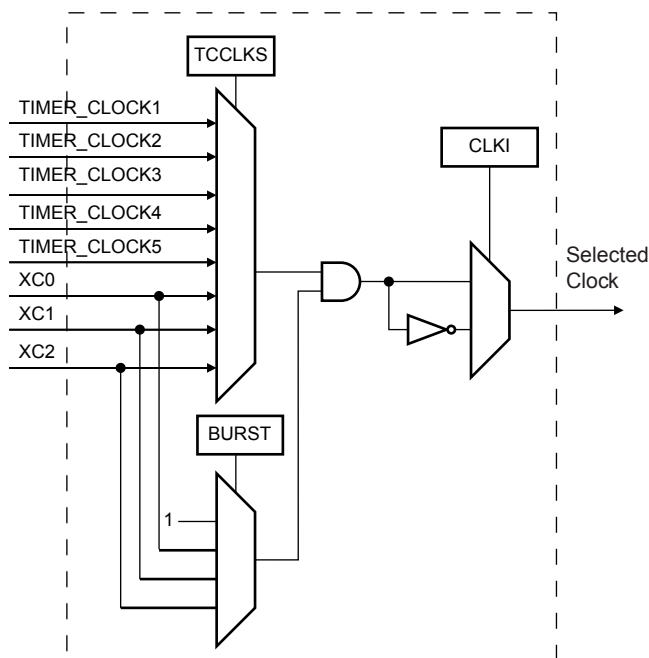 TCCLKS
TIMER_CLOCK1
TIMER_CLOCK2
TIMER_CLOCK3
TIMER_CLOCK4
TIMER_CLOCK5
XC0
XC1
XC2
CLKI
Selected
Clock
BURST
1